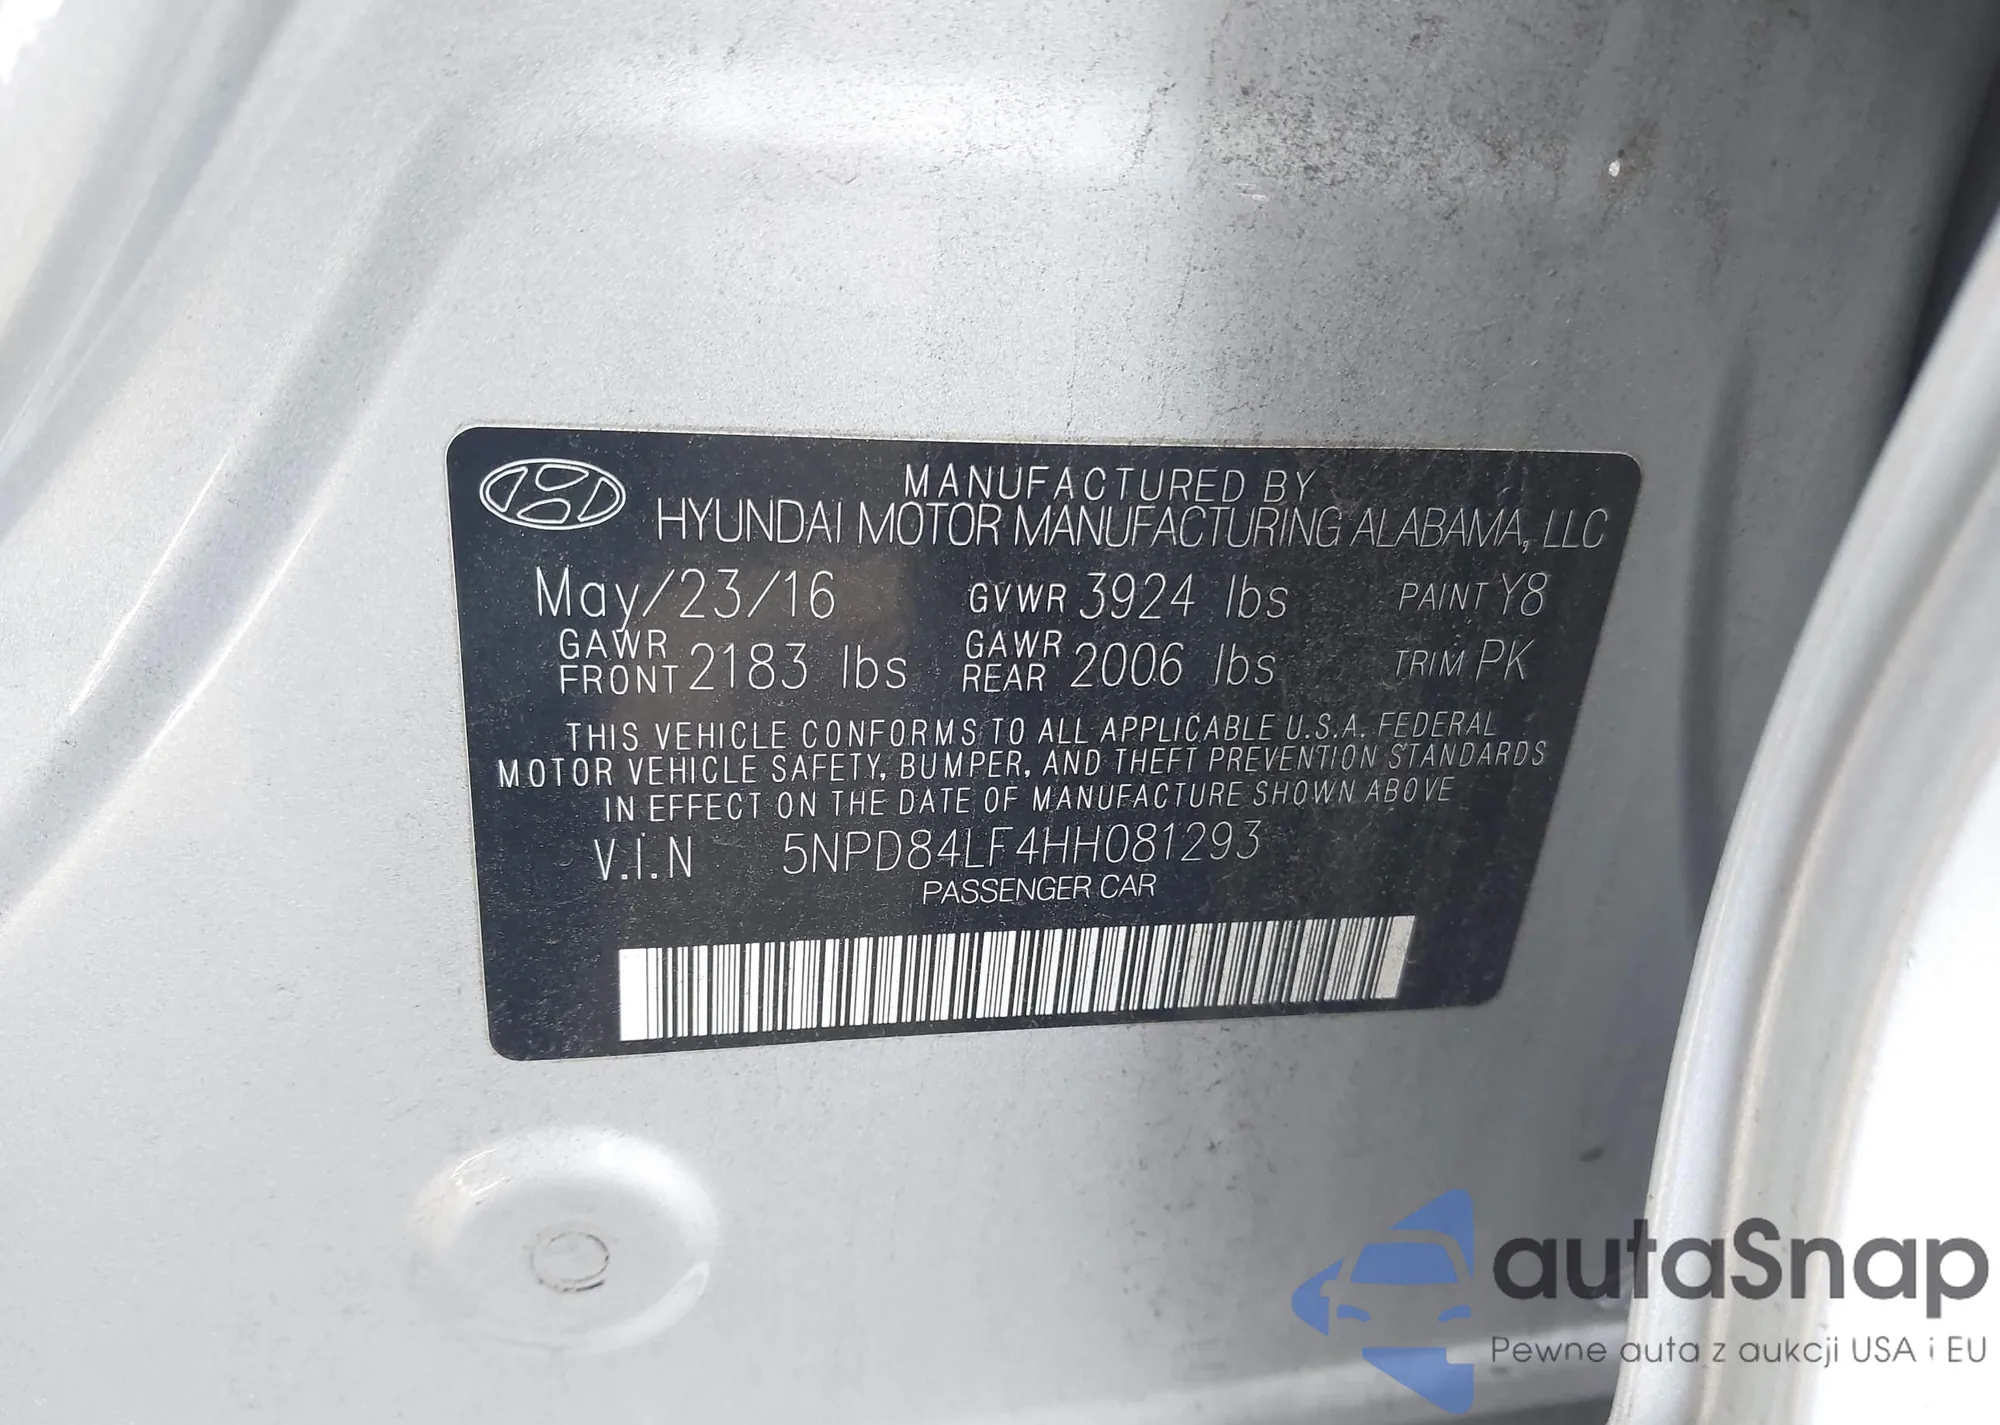 MANUFACTURED BY
HYUNDAI MOTOR MANUFACTURING ALABAMA, LLC
May/23/16 GVWR 3924 lbs PAINT Y8
GAWR FRONT 2183 lbs GAWR REAR 2006 lbs TRIM PK
THIS VEHICLE CONFORMS TO ALL APPLICABLE U.S.A. FEDERAL
MOTOR VEHICLE SAFETY, BUMPER, AND THEFT PREVENTION STANDARDS
IN EFFECT ON THE DATE OF MANUFACTURE SHOWN ABOVE
V.I.N 5NPD84LF4HH081293
PASSENGER CAR
autaSnap
Pewne auta z aukcji USA i EU